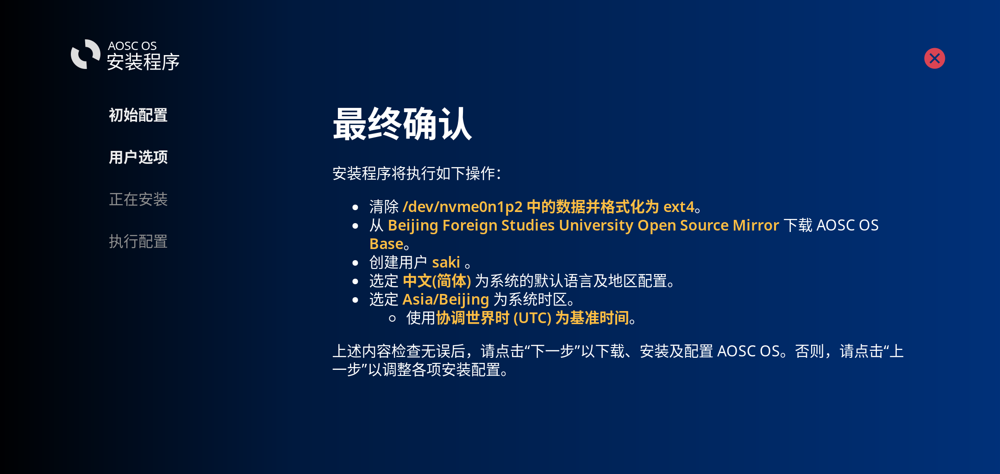 AOSC OS
安装程序
初始配置
用户选项
正在安装
执行配置
最终确认
安装程序将执行如下操作：
清除 /dev/nvme0n1p2 中的数据并格式化为 ext4。
从 Beijing Foreign Studies University Open Source Mirror 下载 AOSC OS
Base。
创建用户 saki 。
选定 中文(简体) 为系统的默认语言及地区配置。
选定 Asia/Beijing 为系统时区。
使用协调世界时 (UTC) 为基准时间。
上述内容检查无误后，请点击“下一步”以下载、安装及配置 AOSC OS。否则，请点击“上
一步”以调整各项安装配置。